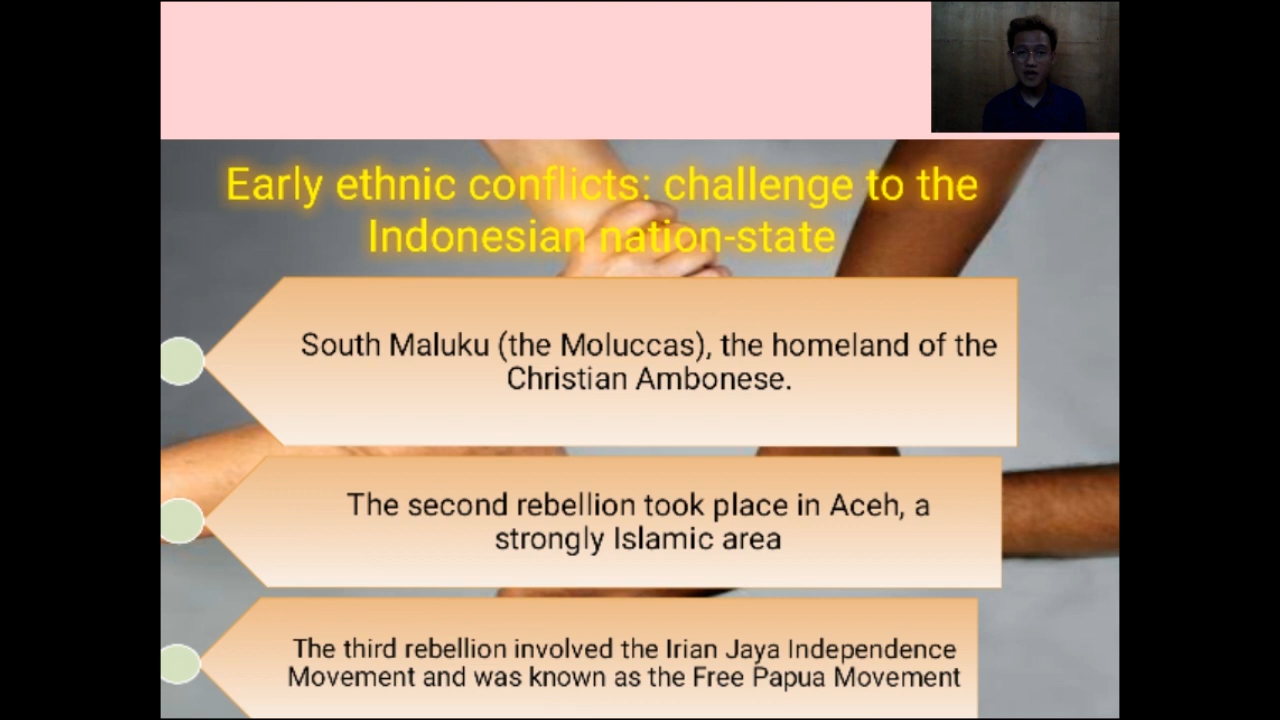 Early ethnic conflicts: challenge to the
Indonesian nation-state
South Maluku (the Moluccas), the homeland of the
Christian Ambonese.
The second rebellion took place in Aceh, a
strongly Islamic area
The third rebellion involved the Irian Jaya Independence
Movement and was known as the Free Papua Movement